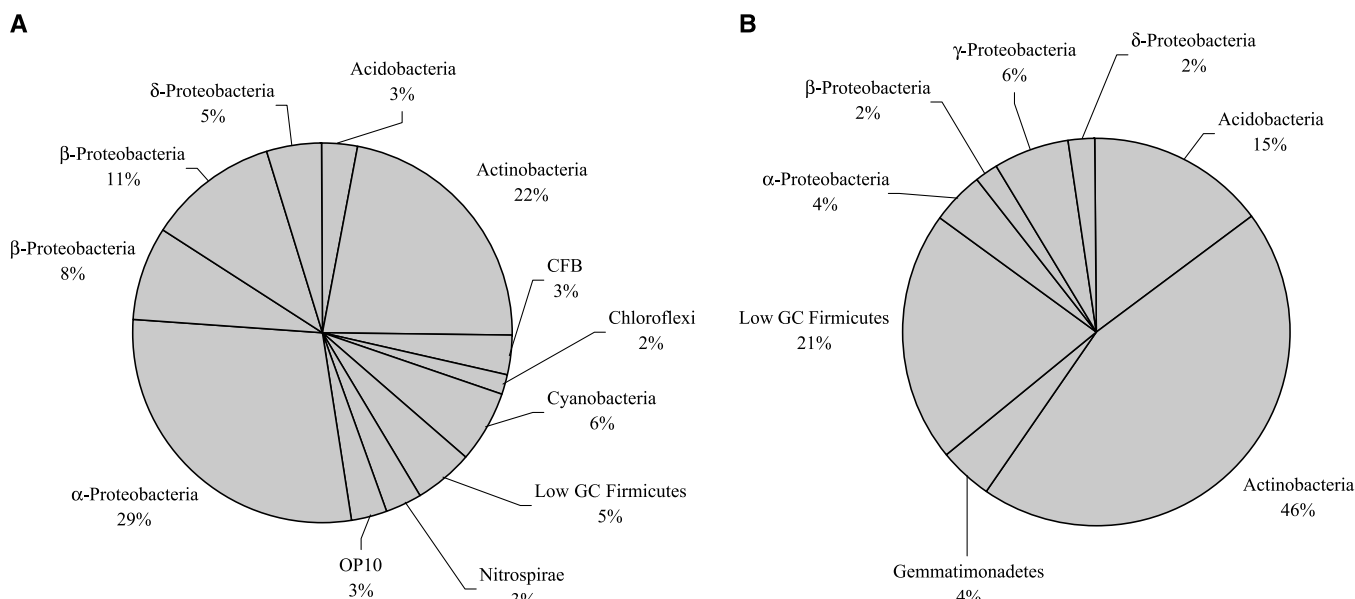 A
Acidobacteria
3%
Actinobacteria
22%
CFB
3%
Chloroflexi
2%
Cyanobacteria
6%
Low GC Firmicutes
5%
Nitrospirae
OP10
3%
α-Proteobacteria
29%
β-Proteobacteria
8%
β-Proteobacteria
11%
δ-Proteobacteria
5%
B
δ-Proteobacteria
2%
Acidobacteria
15%
Actinobacteria
46%
Gemmatimonadetes
4%
Low GC Firmicutes
21%
α-Proteobacteria
4%
β-Proteobacteria
2%
γ-Proteobacteria
6%